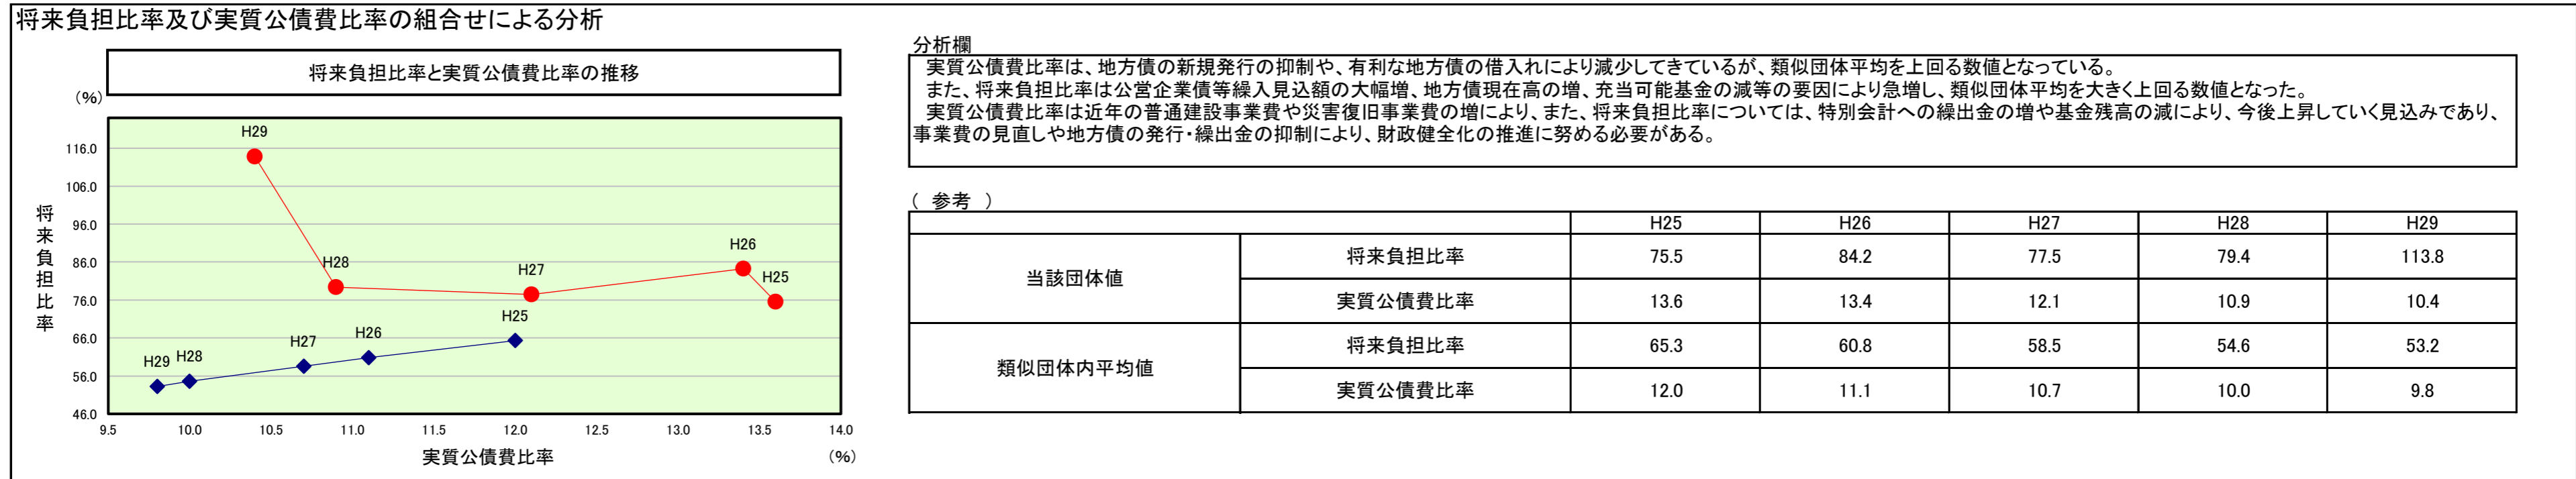 将来負担比率及び実質公債費比率の組合せによる分析
将来負担比率と実質公債費比率の推移
(%)
116.0
106.0
96.0
86.0
76.0
66.0
56.0
46.0
将来負担比率
H29
H28
H27
H26
H25
H29
H28
H27
H26
H25
9.5 10.0 10.5 11.0 11.5 12.0 12.5 13.0 13.5 14.0
実質公債費比率
(%)
分析欄
実質公債費比率は、地方債の新規発行の抑制や、有利な地方債の借入れにより減少してきているが、類似団体平均を上回る数値となっている。
また、将来負担比率は公営企業債等繰入見込額の大幅増、地方債現在高の増、充当可能基金の減等の要因により急増し、類似団体平均を大きく上回る数値となった。
実質公債費比率は近年の普通建設事業費や災害復旧事業費の増により、また、将来負担比率については、特別会計への繰出金の増や基金残高の減により、今後上昇していく見込みであり、
事業費の見直しや地方債の発行・繰出金の抑制により、財政健全化の推進に努める必要がある。
( 参考 )
H25 H26 H27 H28 H29
当該団体値
将来負担比率 75.5 84.2 77.5 79.4 113.8
実質公債費比率 13.6 13.4 12.1 10.9 10.4
類似団体内平均値
将来負担比率 65.3 60.8 58.5 54.6 53.2
実質公債費比率 12.0 11.1 10.7 10.0 9.8